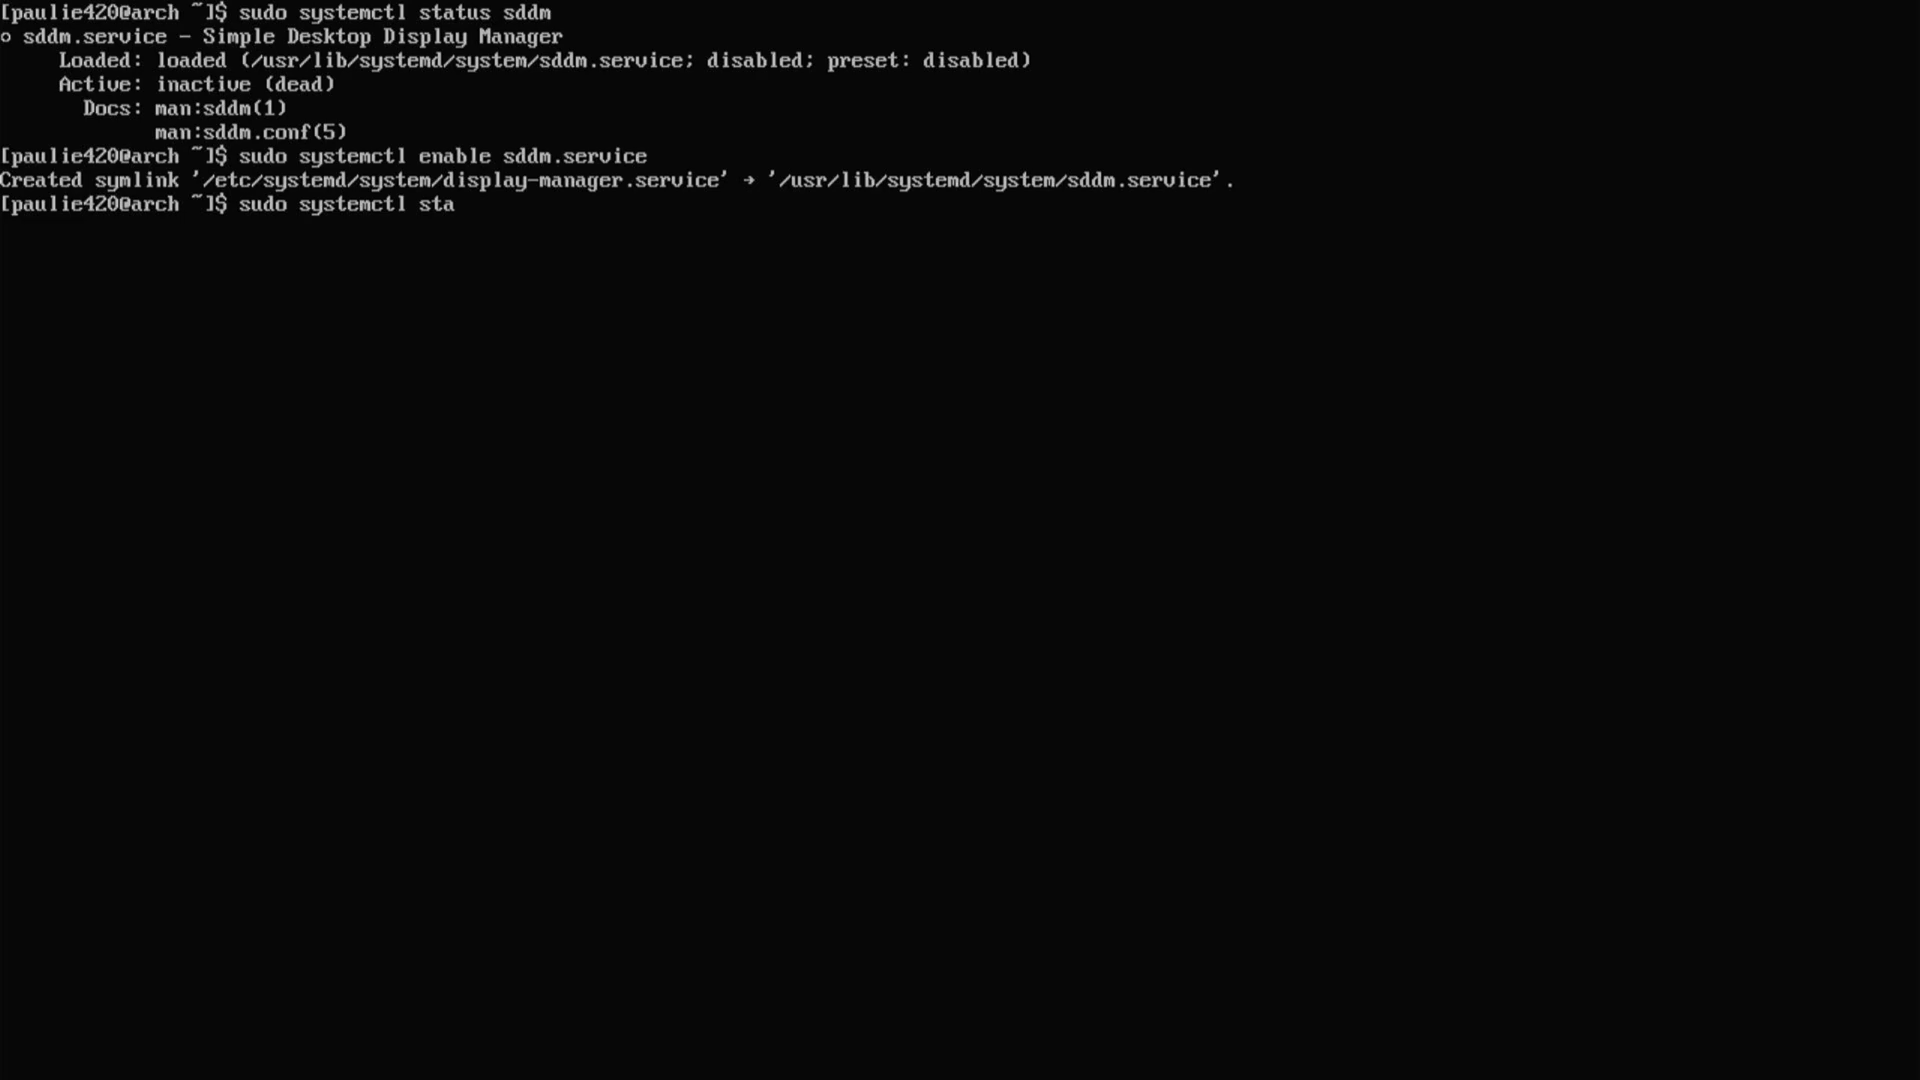 [paulie420@arch ~]$ sudo systemctl status sddm
○ sddm.service - Simple Desktop Display Manager
     Loaded: loaded (/usr/lib/systemd/system/sddm.service; disabled; preset: disabled)
     Active: inactive (dead)
       Docs: man:sddm(1)
             man:sddm.conf(5)
[paulie420@arch ~]$ sudo systemctl enable sddm.service
Created symlink '/etc/systemd/system/display-manager.service' → '/usr/lib/systemd/system/sddm.service'.
[paulie420@arch ~]$ sudo systemctl sta